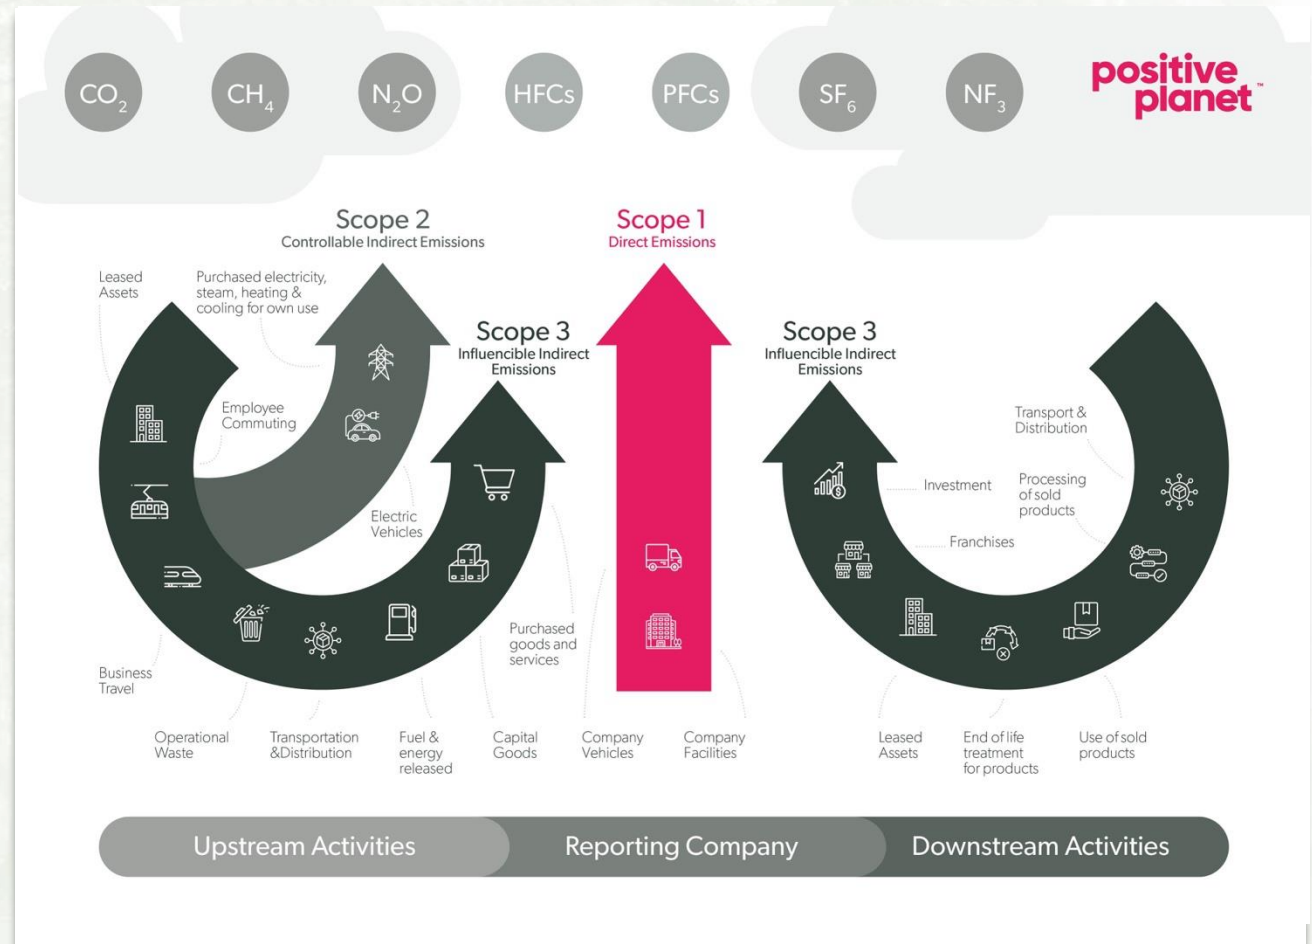 CO₂
CH₄
N₂O
HFCs
PFCs
SF₆
NF₃
positive
planet™
Scope 2
Controllable Indirect Emissions
Scope 1
Direct Emissions
Leased
Assets
Purchased electricity,
steam, heating &
cooling for own use
Scope 3
Influencible Indirect
Emissions
Scope 3
Influencible Indirect
Emissions
Employee
Commuting
Electric
Vehicles
Transport &
Distribution
Processing
of sold
products
Investment
Franchises
Purchased
goods and
services
Business
Travel
Operational
Waste
Transportation
&Distribution
Fuel &
energy
released
Capital
Goods
Company
Vehicles
Company
Facilities
Leased
Assets
End of life
treatment
for products
Use of sold
products
Upstream Activities
Reporting Company
Downstream Activities